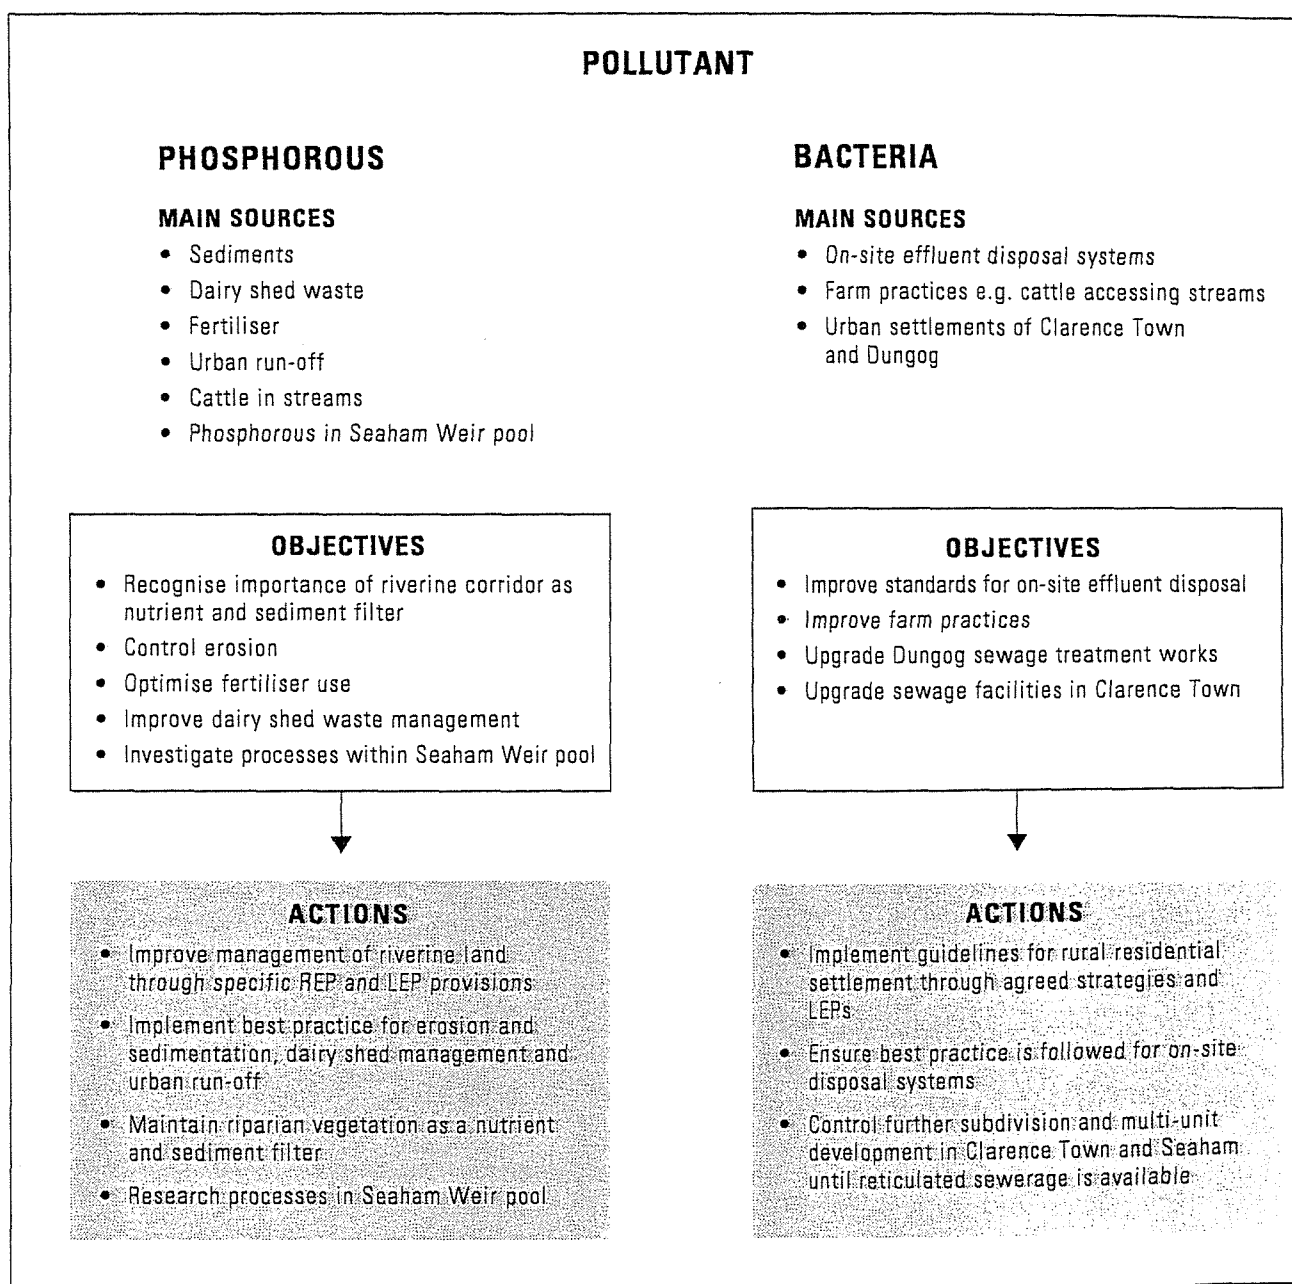 POLLUTANT
PHOSPHOROUS
MAIN SOURCES
• Sediments
• Dairy shed waste
• Fertiliser
• Urban run-off
• Cattle in streams
• Phosphorous in Seaham Weir pool
OBJECTIVES
• Recognise importance of riverine corridor as
nutrient and sediment filter
• Control erosion
• Optimise fertiliser use
• Improve dairy shed waste management
• Investigate processes within Seaham Weir pool
ACTIONS
• Improve management of riverine land
through specific REP and LEP provisions
• Implement best practice for erosion and
sedimentation, dairy shed management and
urban run-off
• Maintain riparian vegetation as a nutrient
and sediment filter
• Research processes in Seaham Weir pool
BACTERIA
MAIN SOURCES
• On-site effluent disposal systems
• Farm practices e.g. cattle accessing streams
• Urban settlements of Clarence Town
and Dungog
OBJECTIVES
• Improve standards for on-site effluent disposal
• Improve farm practices
• Upgrade Dungog sewage treatment works
• Upgrade sewage facilities in Clarence Town
ACTIONS
• Implement guidelines for rural residential
settlement through agreed strategies and
LEPs
• Ensure best practice is followed for on-site
disposal systems
• Control further subdivision and multi-unit
development in Clarence Town and Seaham
until reticulated sewerage is available